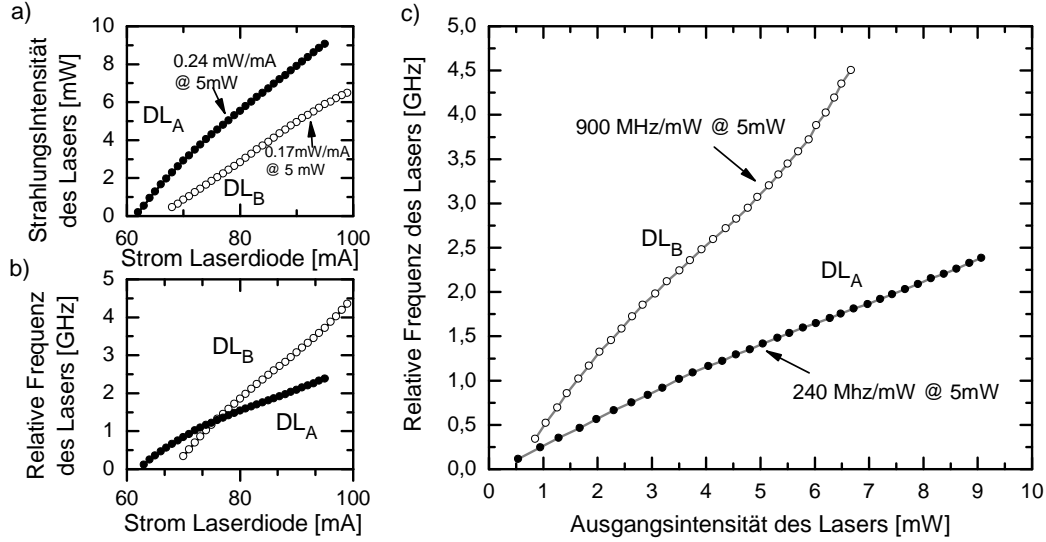 a)
10
8
6
4
2
0
StrahlungsIntensität
des Lasers [mW]
0.24 mW/mA
@ 5mW
DL_A
0.17mW/mA
@ 5 mW
DL_B
60 80 100
Strom Laserdiode [mA]
b)
5
4
3
2
1
0
Relative Frequenz
des Lasers [GHz]
DL_B
DL_A
60 80 100
Strom Laserdiode [mA]
c)
5,0
4,5
4,0
3,5
3,0
2,5
2,0
1,5
1,0
0,5
0,0
Relative Frequenz des Lasers [GHz]
900 MHz/mW @ 5mW
DL_B
DL_A
240 Mhz/mW @ 5mW
0 1 2 3 4 5 6 7 8 9 10
Ausgangsintensität des Lasers [mW]